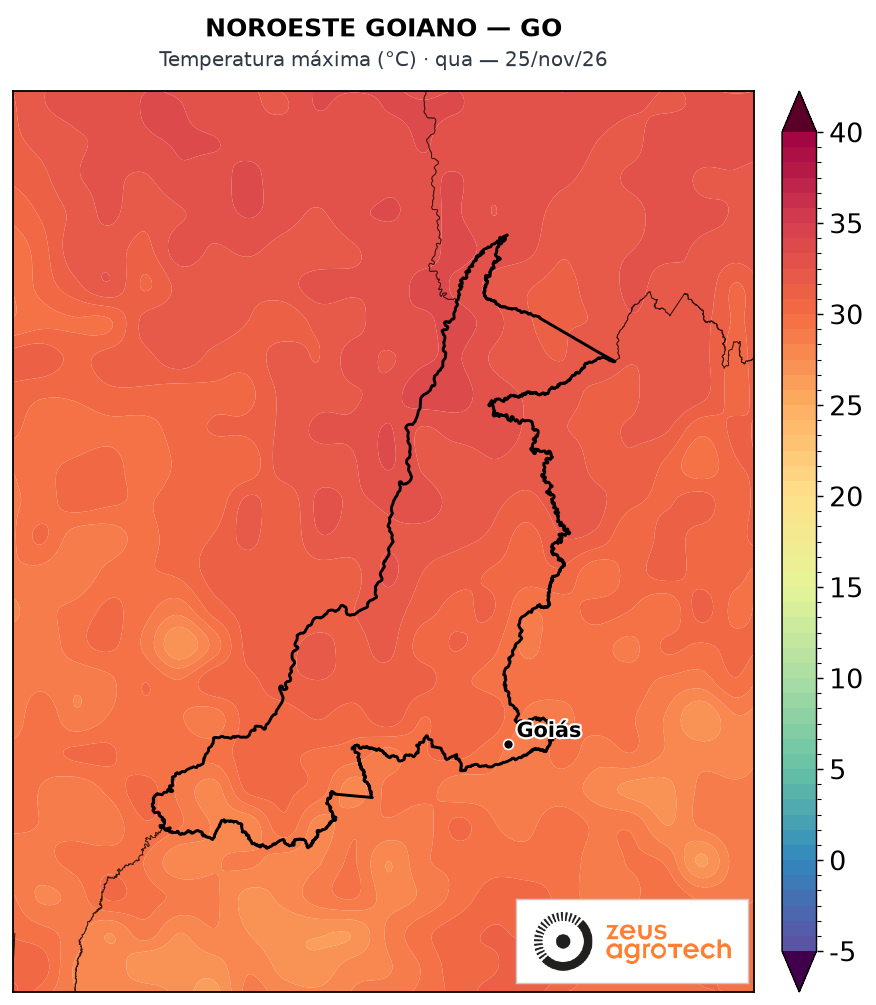 NOROESTE GOIANO — GO
Temperatura máxima (°C) · qua — 25/nov/26
40
35
30
25
20
15
10
5
0
-5
Goiás
zeus
agrotech